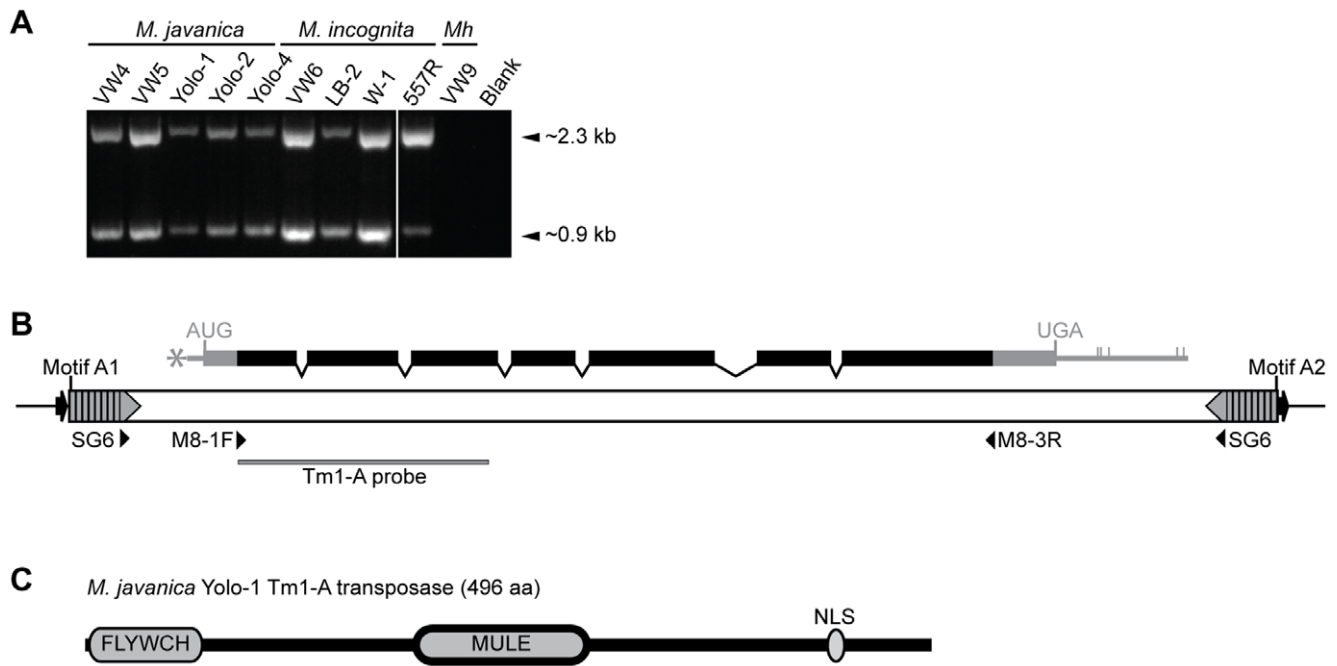 A
M. javanica M. incognita Mh
VW4 VW5 Yolo-1 Yolo-2 Yolo-4 VW6 LB-2 W-1 557R VW9 Blank
~2.3 kb
~0.9 kb
B
AUG UGA
*
Motif A1 Motif A2
SG6 M8-1F M8-3R SG6
Tm1-A probe
C
M. javanica Yolo-1 Tm1-A transposase (496 aa)
NLS
FLYWCH MULE